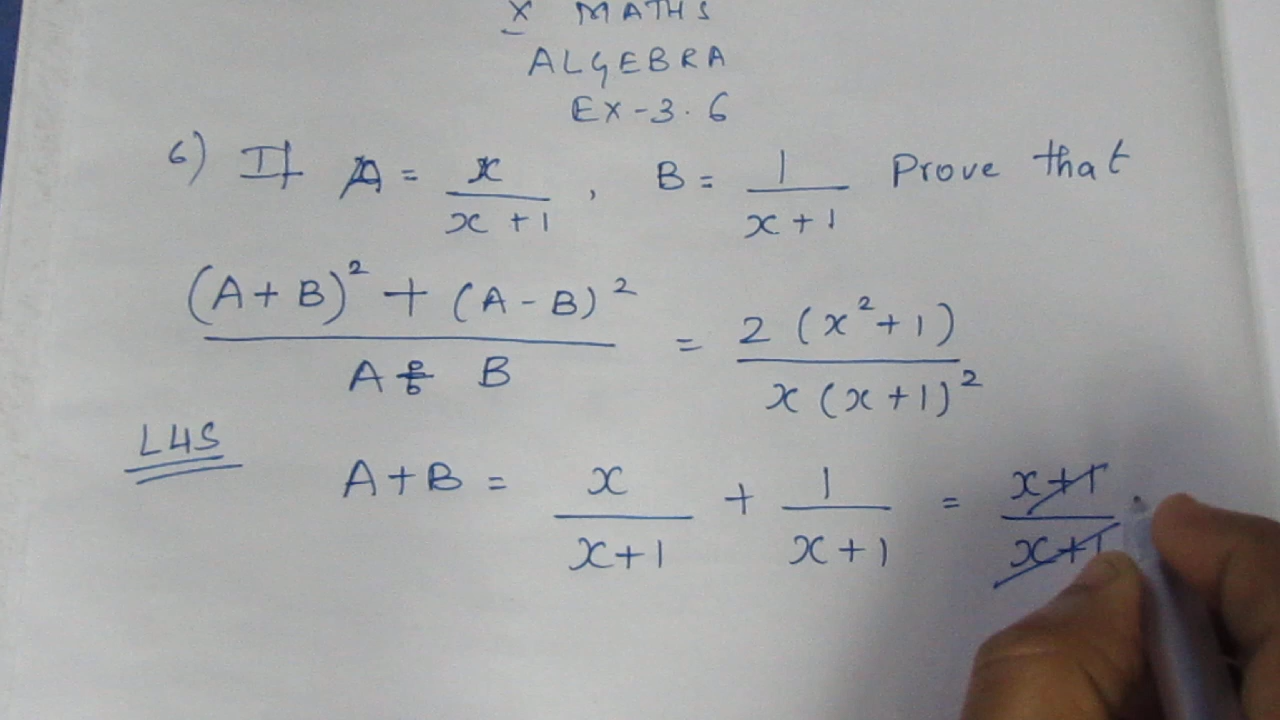 X MATHS
ALGEBRA
EX-3.6
6) If A = x/(x+1), B = 1/(x+1) Prove that
((A+B)² + (A-B)²)/(A ÷ B) = 2(x²+1)/(x(x+1)²)
LHS
A+B = x/(x+1) + 1/(x+1) = (x+1)/(x+1)